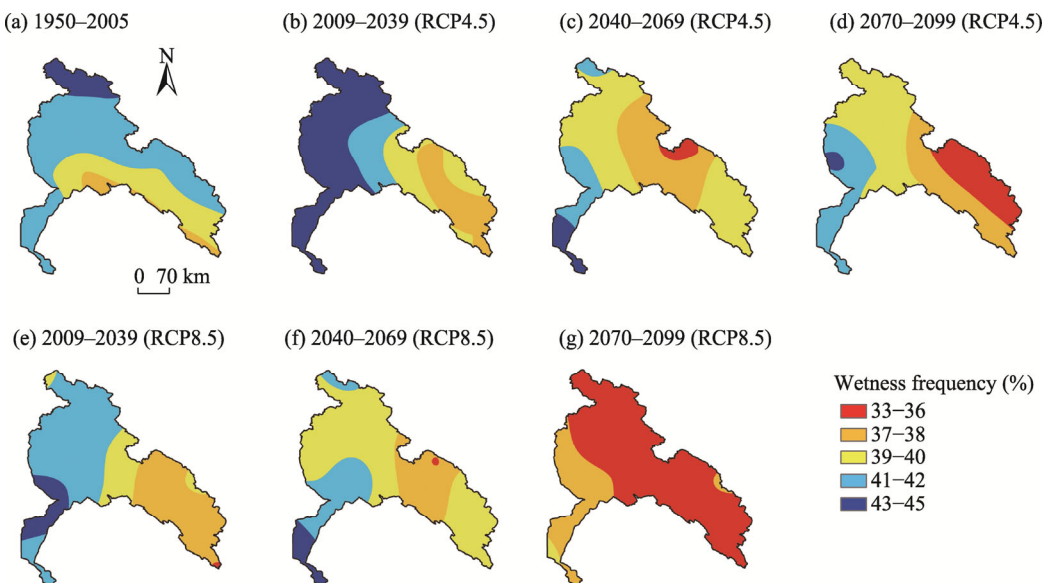 (a) 1950–2005
(b) 2009–2039 (RCP4.5)
(c) 2040–2069 (RCP4.5)
(d) 2070–2099 (RCP4.5)
N
0 70 km
(e) 2009–2039 (RCP8.5)
(f) 2040–2069 (RCP8.5)
(g) 2070–2099 (RCP8.5)
Wetness frequency (%)
33–36
37–38
39–40
41–42
43–45